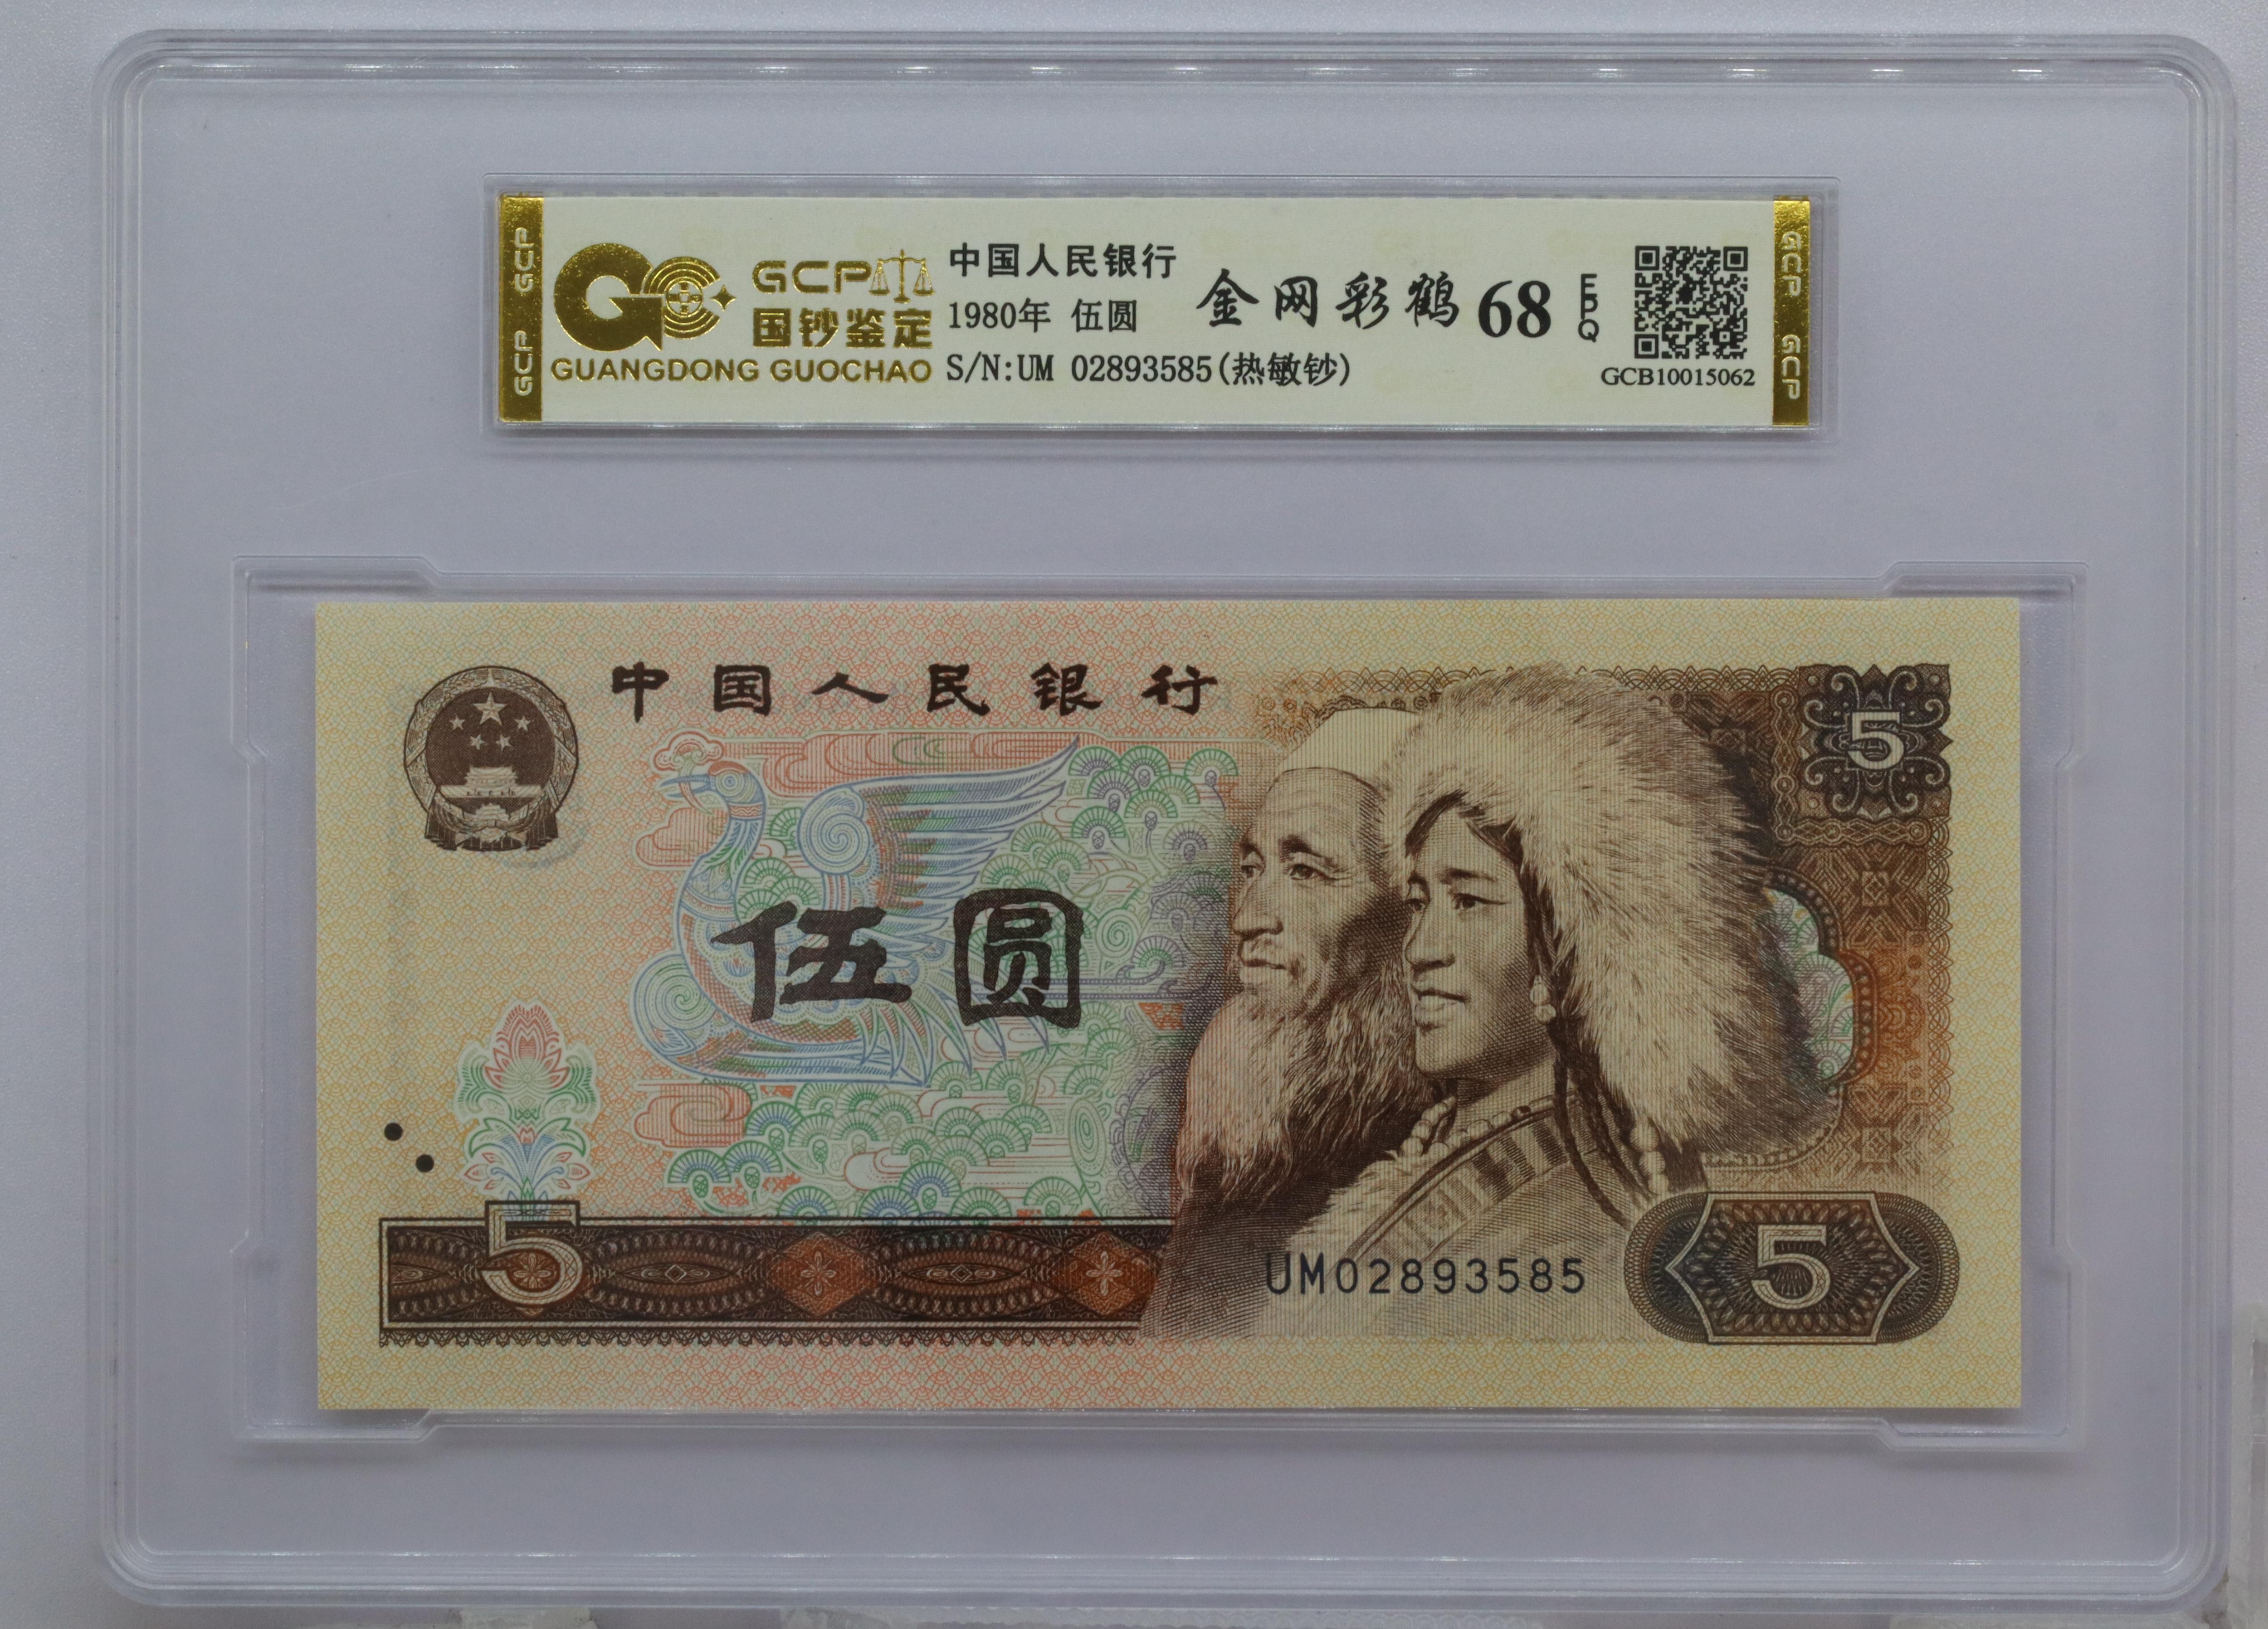 GCP GCP
GCP
国钞鉴定
GUANGDONG GUOCHAO
中国人民银行
1980年 伍圆
S/N:UM 02893585(热敏钞)
金网彩鹤 68 EPQ
GCB10015062
GCP GCP
中国人民银行
5
伍圆
5
UM02893585
5